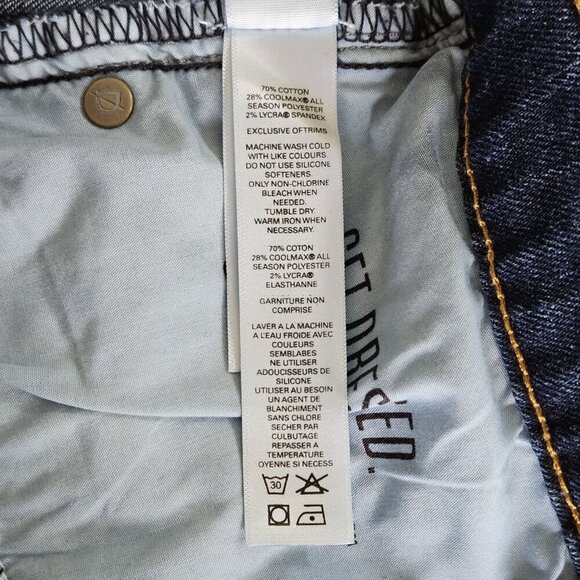 70% COTTON
28% COOLMAX® ALL
SEASON POLYESTER
2% LYCRA® SPANDEX
EXCLUSIVE OF TRIMS
MACHINE WASH COLD
WITH LIKE COLOURS.
DO NOT USE SILICONE
SOFTENERS.
ONLY NON-CHLORINE
BLEACH WHEN
NEEDED.
TUMBLE DRY.
WARM IRON WHEN
NECESSARY.
70% COTON
28% COOLMAX® ALL
SEASON POLYESTER
2% LYCRA®
ELASTHANNE
GARNITURE NON
COMPRISE
LAVER A LA MACHINE
A L'EAU FROIDE AVEC
COULEURS
SEMBLABES
NE UTILISER
ADOUCISSEURS DE
SILICONE
UTILISER AU BESOIN
UN AGENT DE
BLANCHIMENT
SANS CHLORE
SECHER PAR
CULBUTAGE
REPASSER A
TEMPERATURE
OYENNE SI NECESS
30
GET DRESSED.